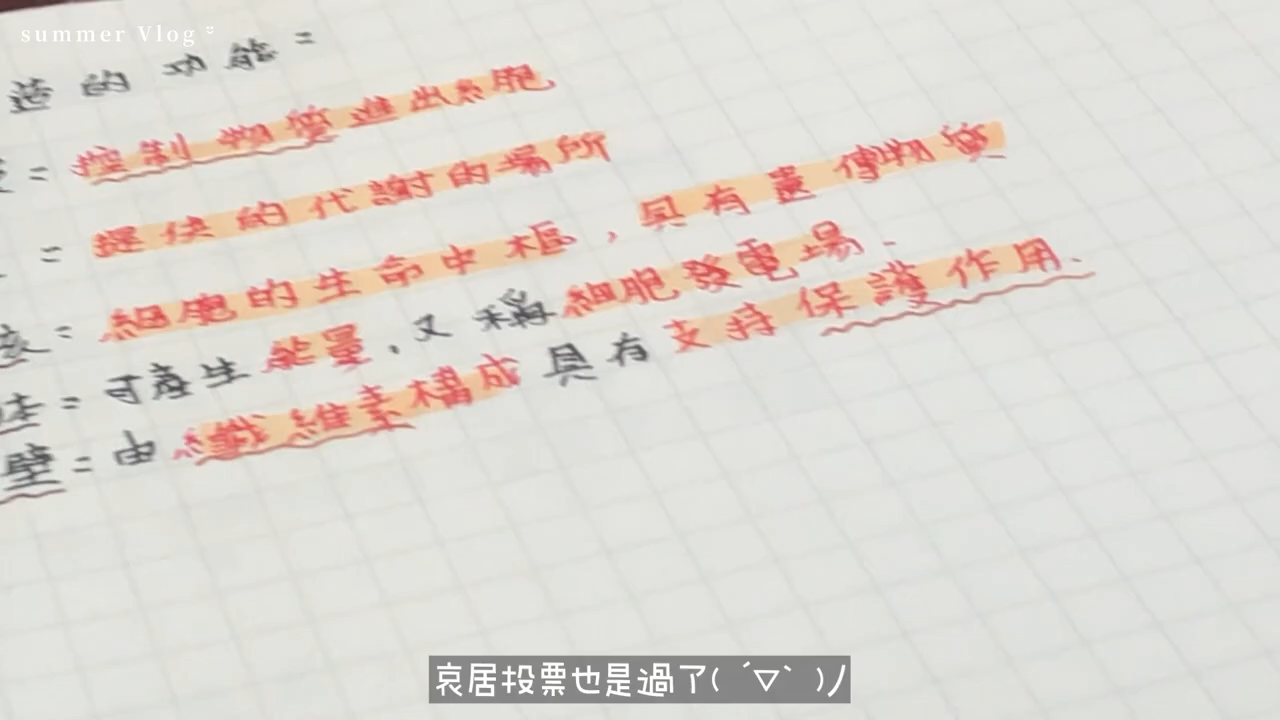 summer Vlog
造的功能:
:控制物質進出細胞
:提供的代謝的場所
核:細胞的生命中樞,具有遺傳物質
体:可產生能量,又稱細胞發電場.
壁:由纖維素構成 具有支持保護作用.
哀居投票也是過了( ´▽` )ﾉ